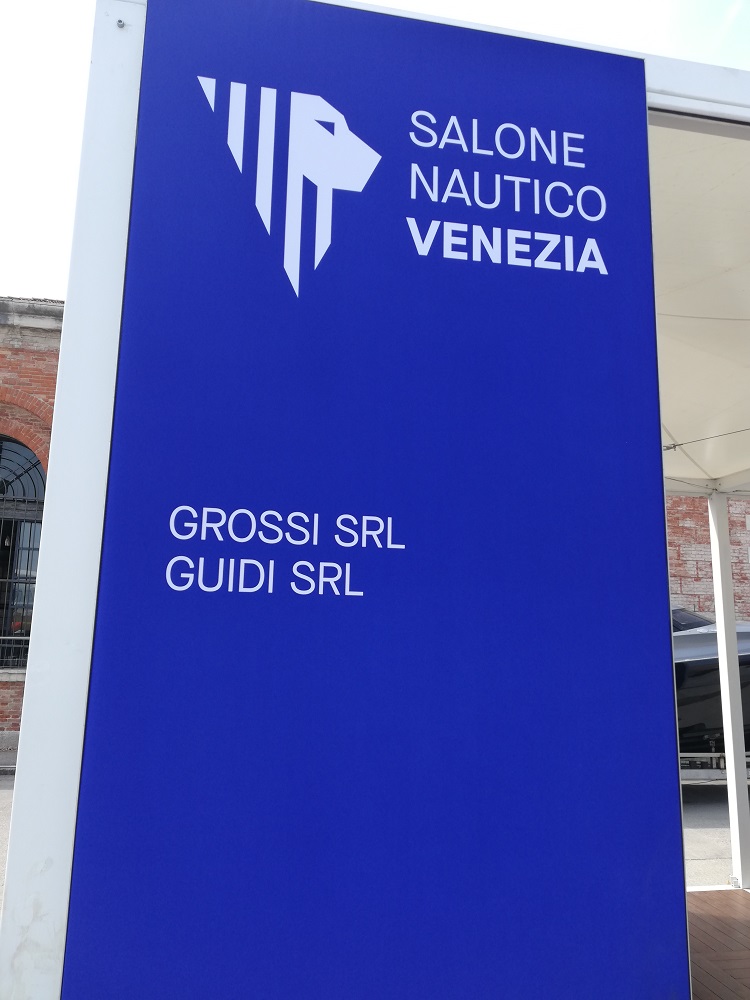 SALONE
NAUTICO
VENEZIA
GROSSI SRL
GUIDI SRL